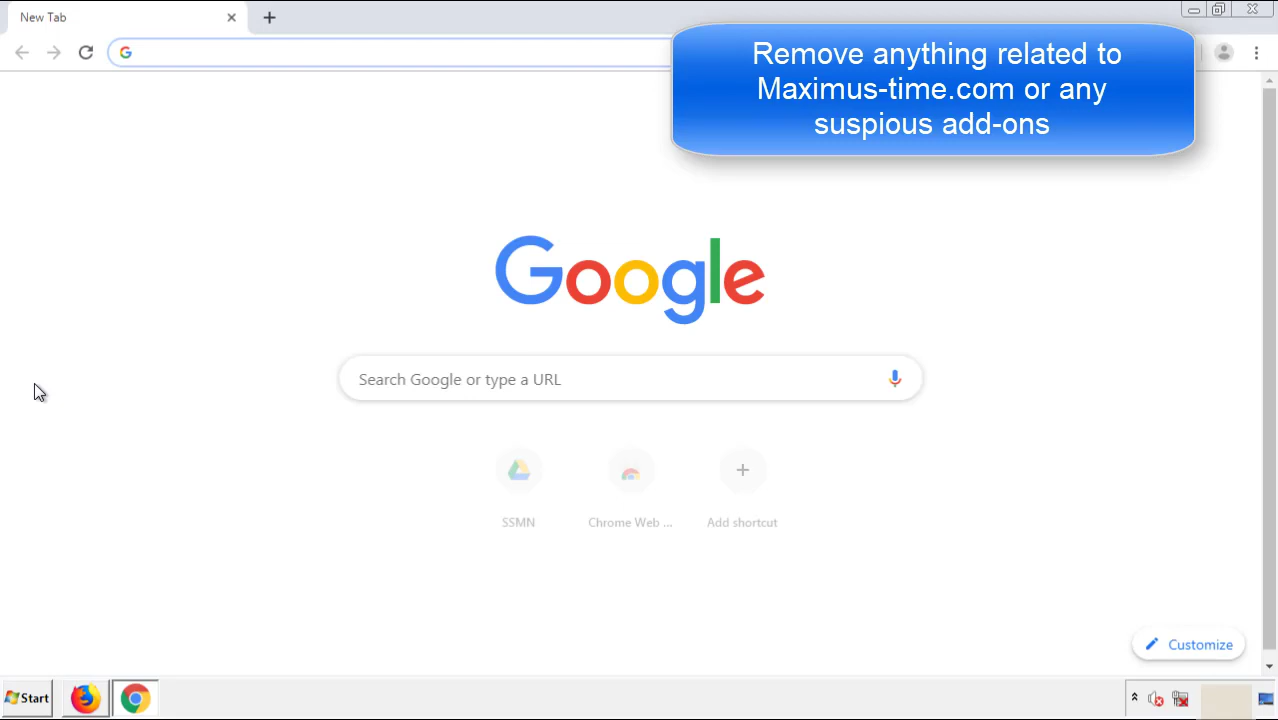 New Tab
Remove anything related to
Maximus-time.com or any
suspious add-ons
Google
Search Google or type a URL
SSMN
Chrome Web ...
Add shortcut
Customize
Start